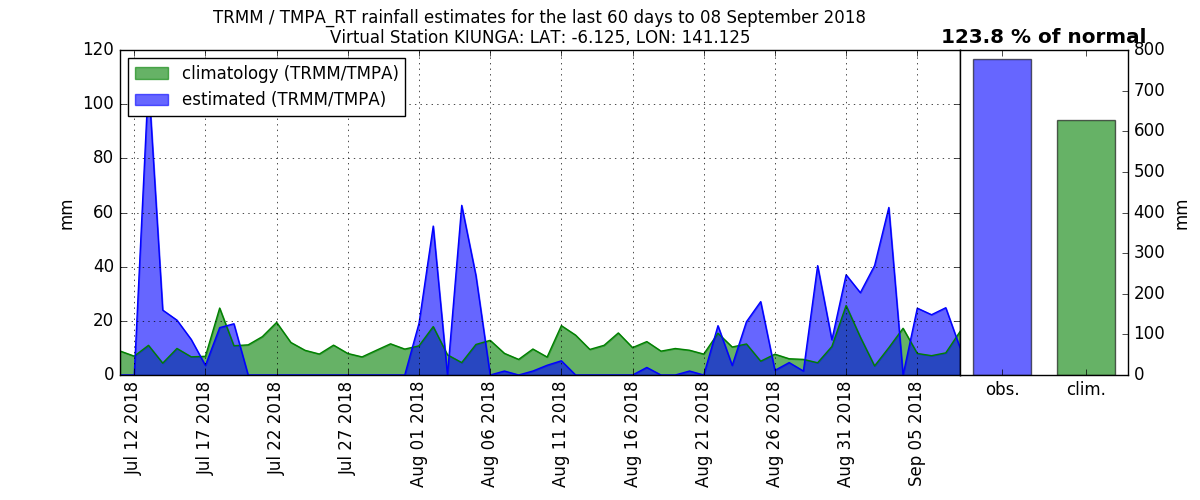 TRMM / TMPA_RT rainfall estimates for the last 60 days to 08 September 2018
Virtual Station KIUNGA: LAT: -6.125, LON: 141.125
123.8 % of normal
climatology (TRMM/TMPA)
estimated (TRMM/TMPA)
120
100
80
60
40
20
0
mm
Jul 12 2018
Jul 17 2018
Jul 22 2018
Jul 27 2018
Aug 01 2018
Aug 06 2018
Aug 11 2018
Aug 16 2018
Aug 21 2018
Aug 26 2018
Aug 31 2018
Sep 05 2018
800
700
600
500
400
300
200
100
0
mm
obs.
clim.